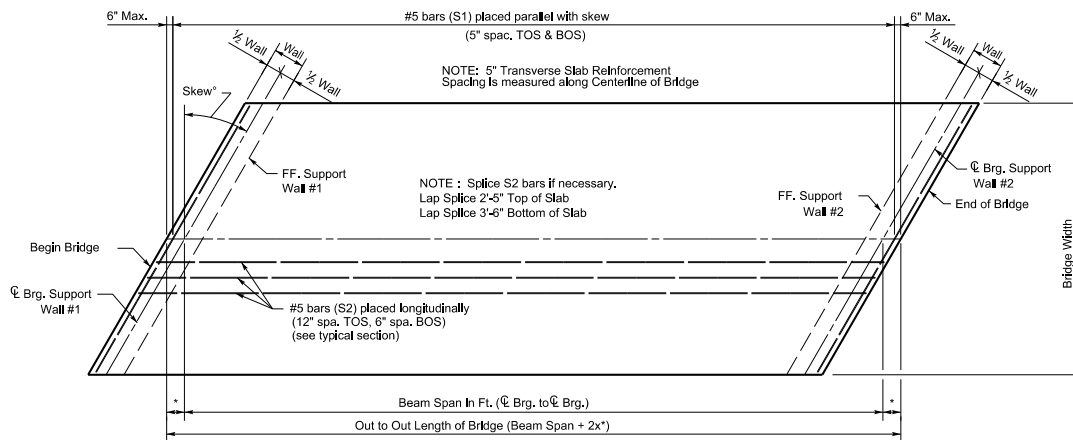 6" Max.
#5 bars (S1) placed parallel with skew
(5" spac. TOS & BOS)
6" Max.
½ Wall
Wall
½ Wall
½ Wall
Wall
½ Wall
Skew°
NOTE: 5" Transverse Slab Reinforcement
Spacing is measured along Centerline of Bridge
FF. Support
Wall #1
NOTE : Splice S2 bars if necessary.
Lap Splice 2'-5" Top of Slab
Lap Splice 3'-6" Bottom of Slab
FF. Support
Wall #2
℄ Brg. Support
Wall #2
End of Bridge
Begin Bridge
℄ Brg. Support
Wall #1
#5 bars (S2) placed longitudinally
(12" spa. TOS, 6" spa. BOS)
(see typical section)
Bridge Width
*
Beam Span in Ft. (℄ Brg. to ℄ Brg.)
*
Out to Out Length of Bridge (Beam Span + 2x*)